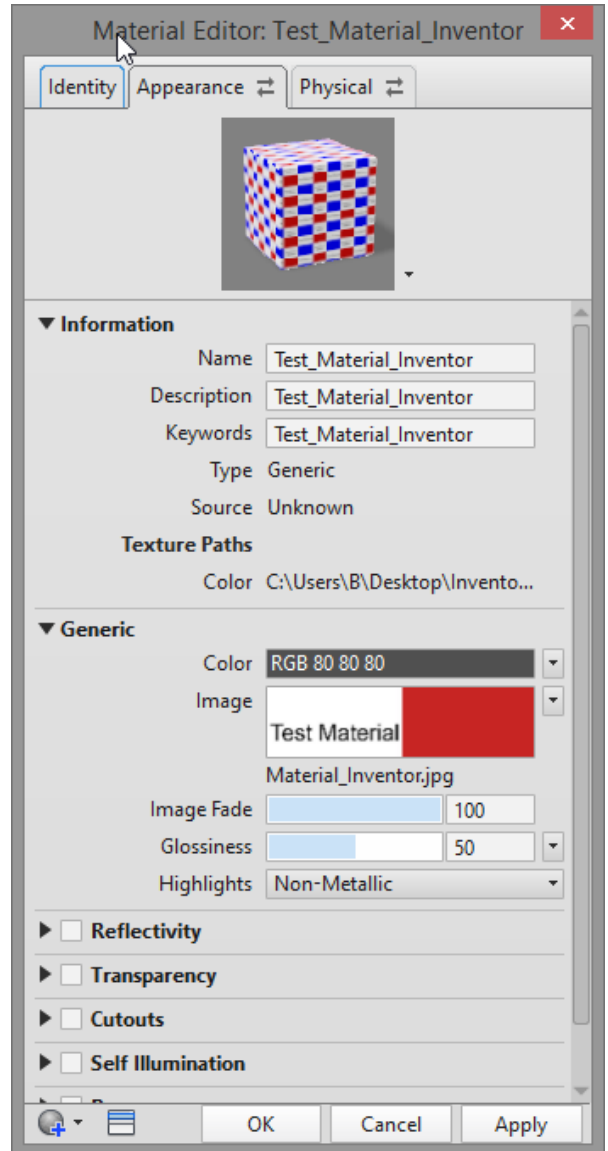 Material Editor: Test_Material_Inventor
Identity Appearance Physical
Information
Name Test_Material_Inventor
Description Test_Material_Inventor
Keywords Test_Material_Inventor
Type Generic
Source Unknown
Texture Paths
Color C:\Users\B\Desktop\Invento...
Generic
Color RGB 80 80 80
Image Test Material
Material_Inventor.jpg
Image Fade 100
Glossiness 50
Highlights Non-Metallic
Reflectivity
Transparency
Cutouts
Self Illumination
OK Cancel Apply